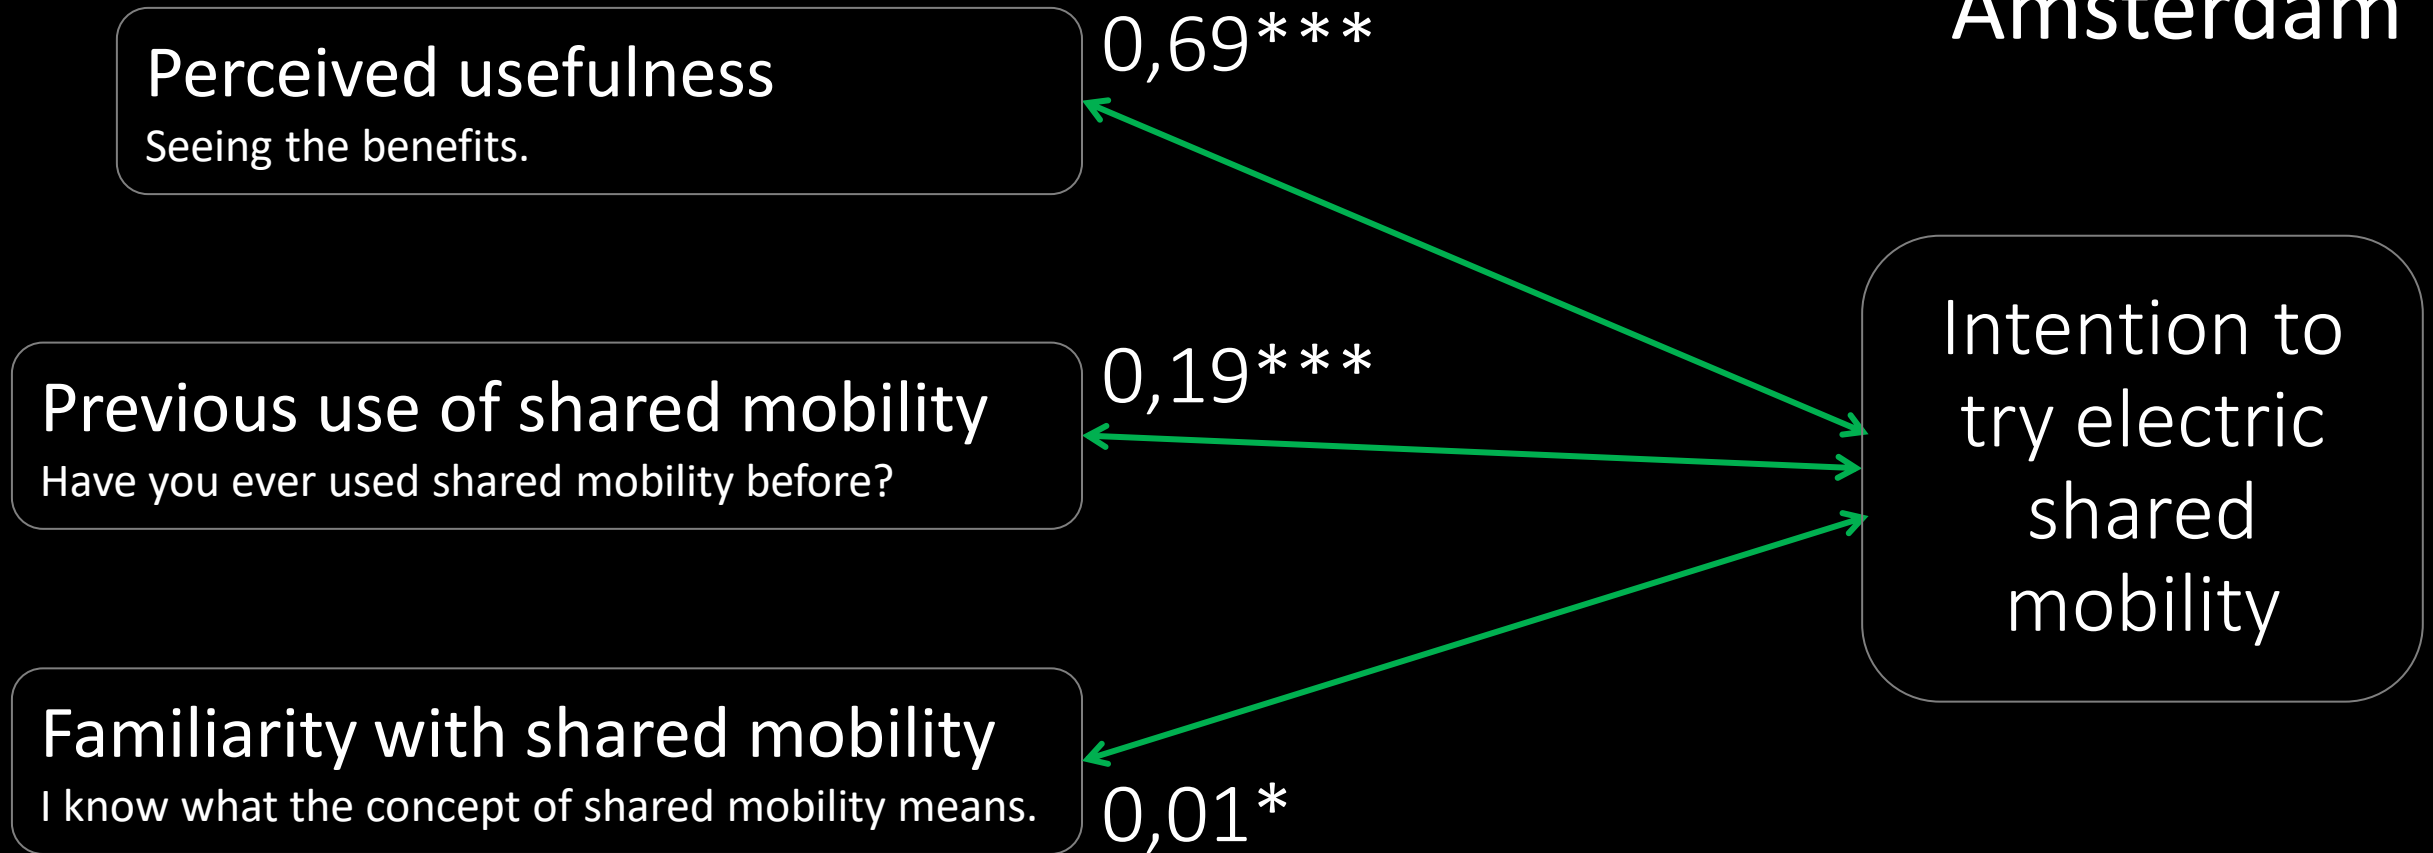 Amsterdam
Perceived usefulness
Seeing the benefits.
0,69***
Previous use of shared mobility
Have you ever used shared mobility before?
0,19***
Familiarity with shared mobility
I know what the concept of shared mobility means.
0,01*
Intention to
try electric
shared
mobility